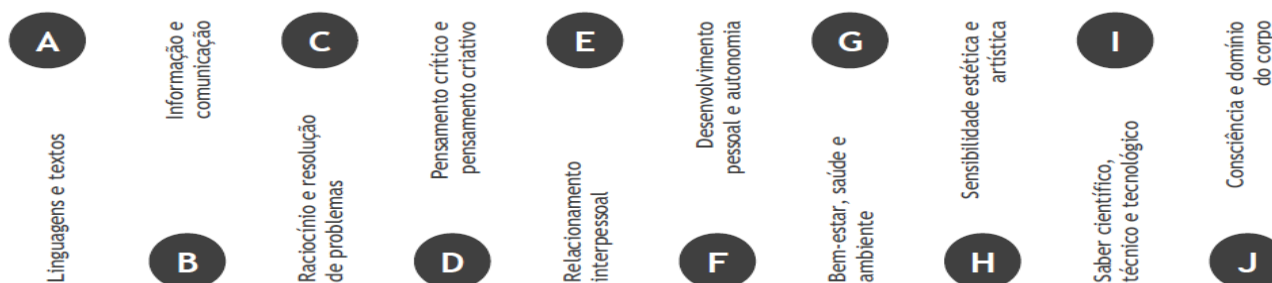 A
Linguagens e textos
Informação e
comunicação
B
C
Raciocínio e resolução
de problemas
Pensamento crítico e
pensamento criativo
D
E
Relacionamento
interpessoal
Desenvolvimento
pessoal e autonomia
F
G
Bem-estar, saúde e
ambiente
Sensibilidade estética e
artística
H
I
Saber científico,
técnico e tecnológico
Consciência e domínio
do corpo
J